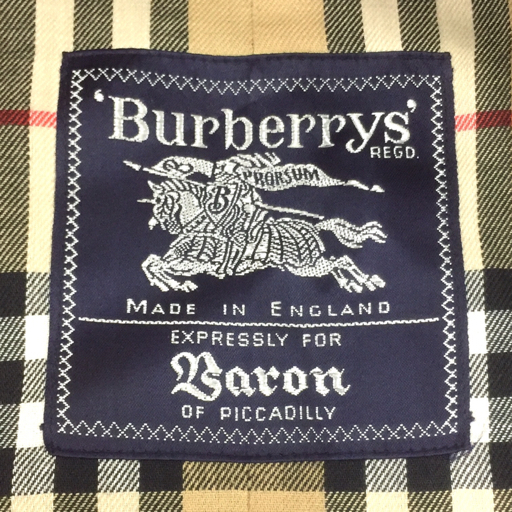 'Burberrys'
REGD.
PRORSUM
B
MADE IN ENGLAND
EXPRESSLY FOR
Baron
OF PICCADILLY